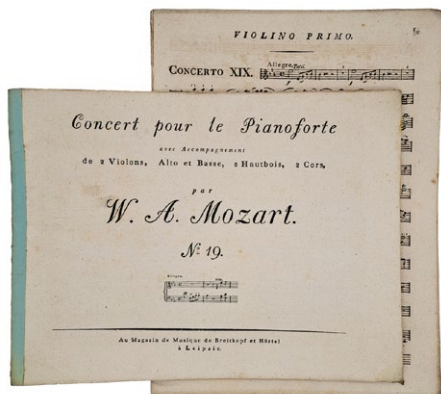 VIOLINO PRIMO.
Allegro.
CONCERTO XIX.
Concert pour le Pianoforte
avec Accompagnement
de 2 Violons, Alto et Basse, 2 Hautbois, 2 Cors,
par
W. A. Mozart.
Nº 19.
Allegro.
Au Magasin de Musique de Breitkopf et Härtel
à Leipzic.